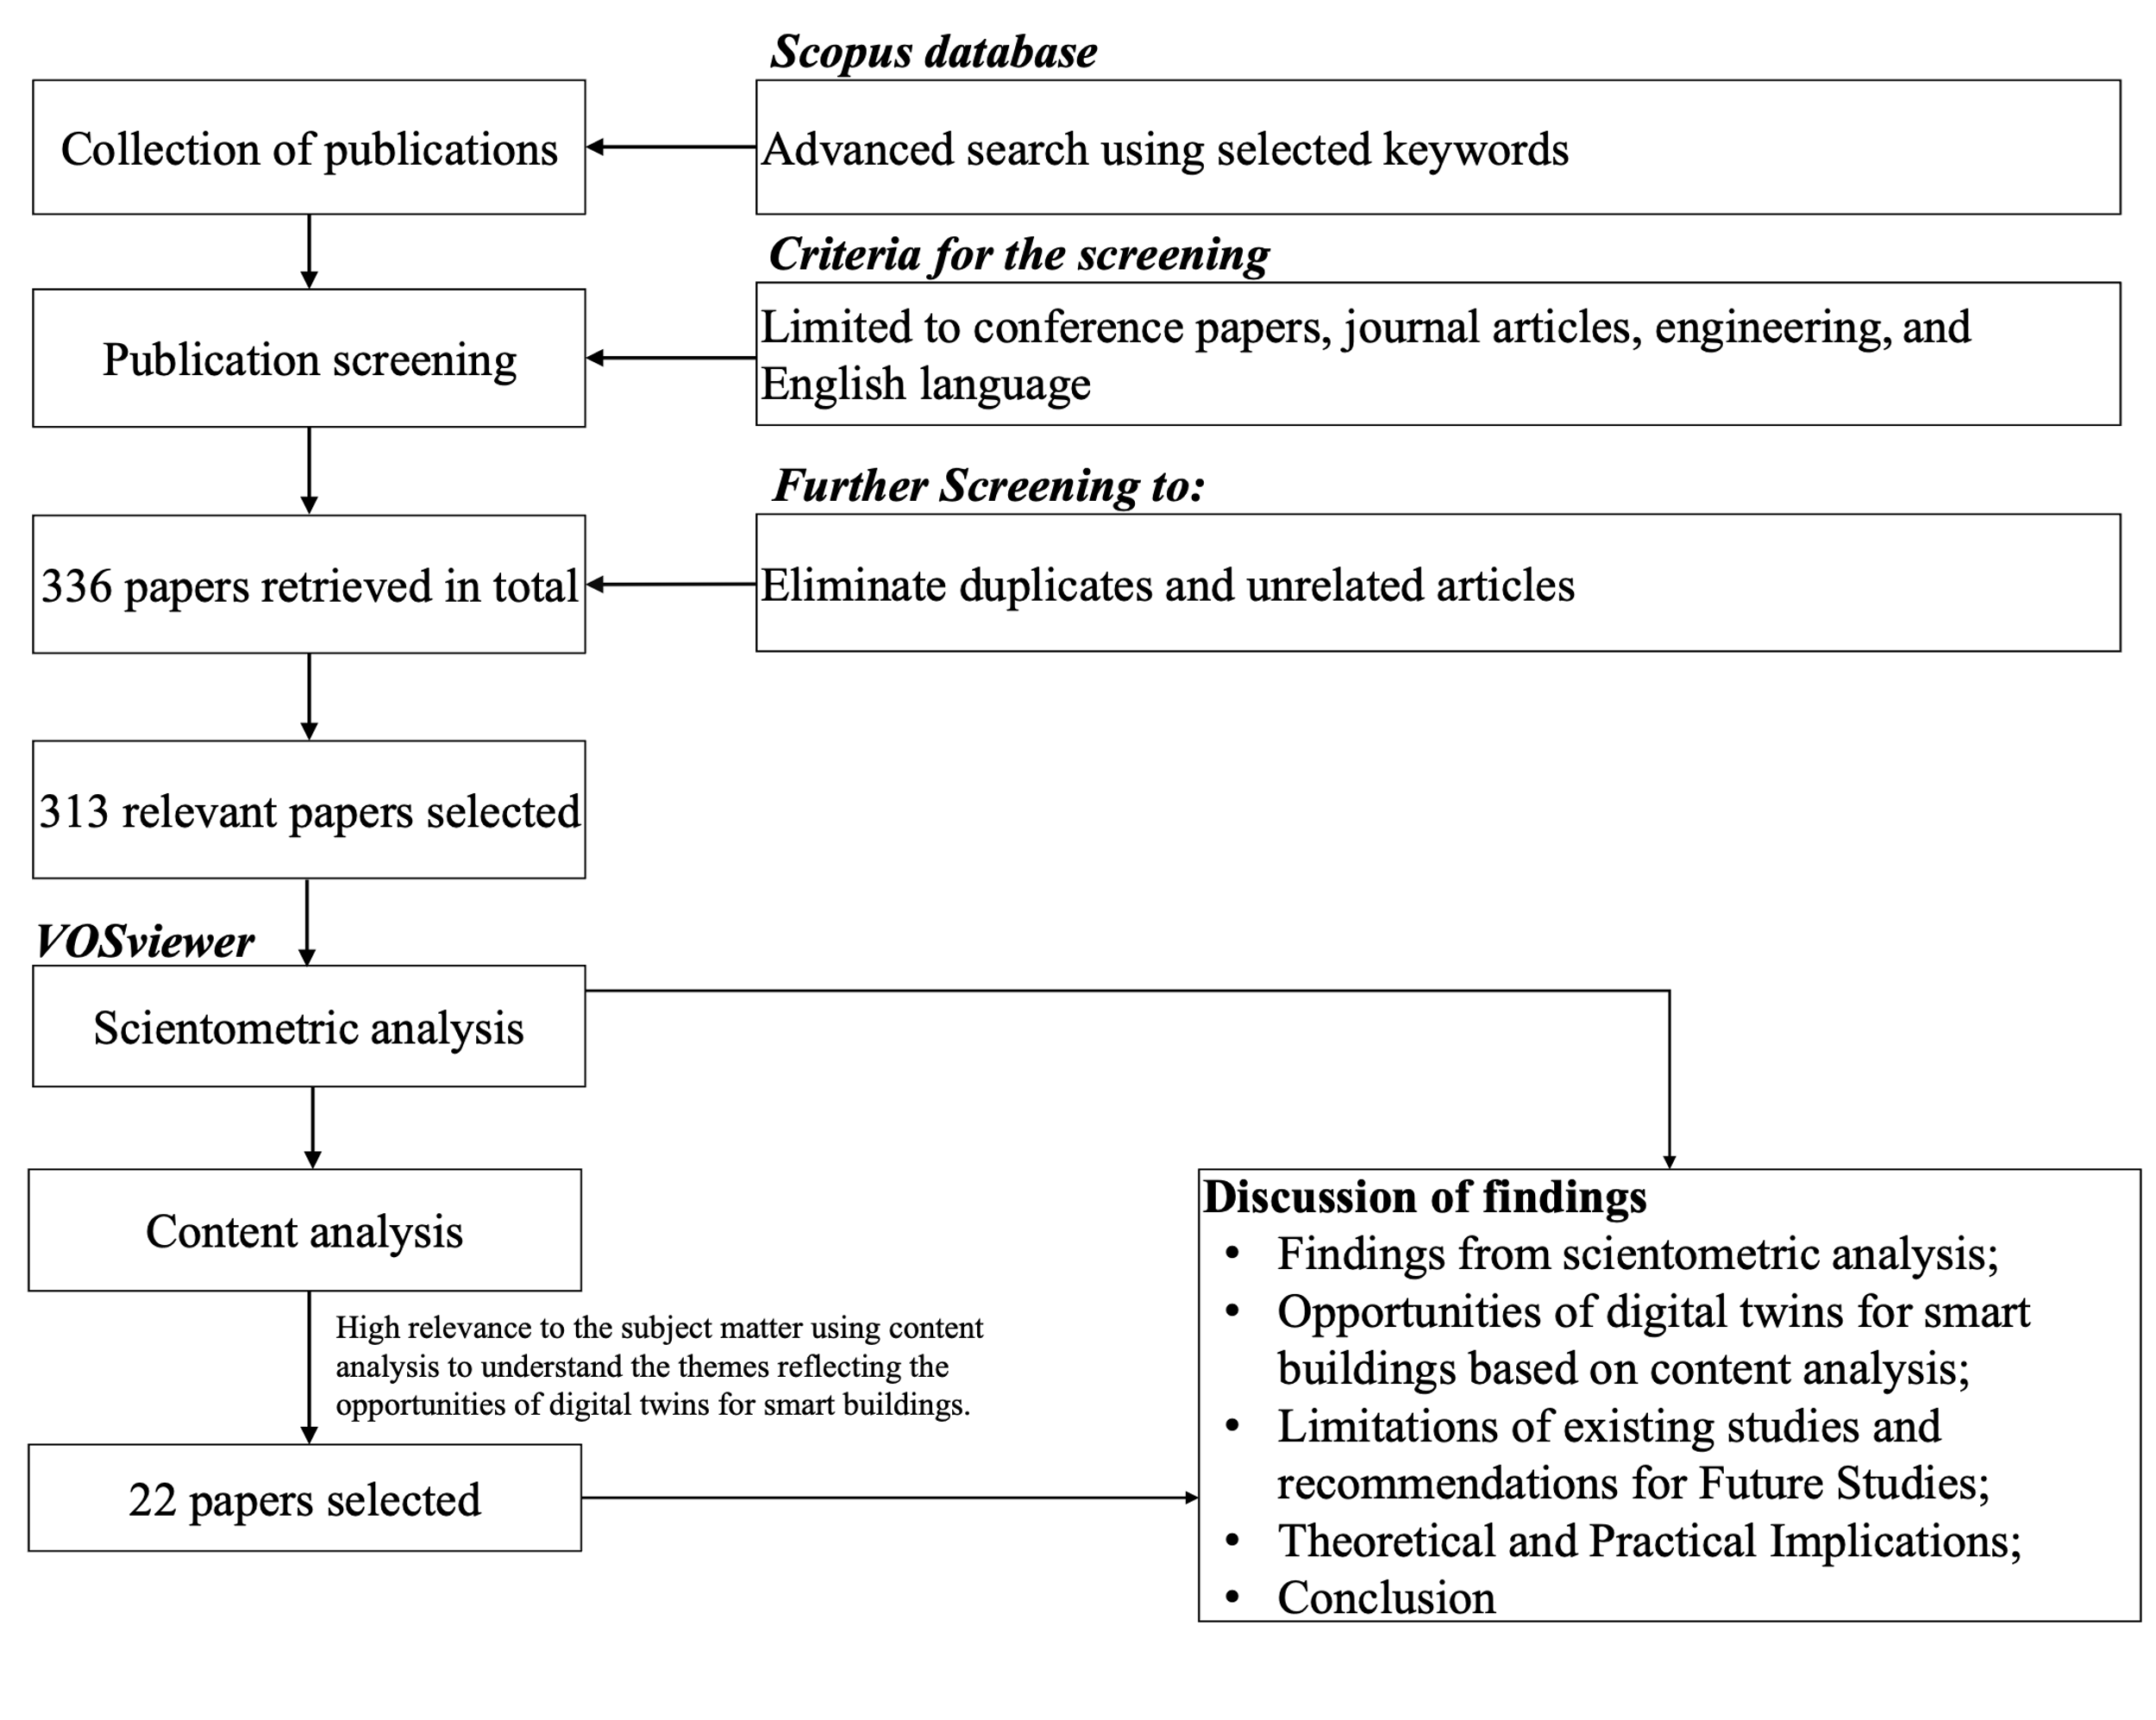 Scopus database
Collection of publications
Advanced search using selected keywords
Criteria for the screening
Publication screening
Limited to conference papers, journal articles, engineering, and
English language
Further Screening to:
336 papers retrieved in total
Eliminate duplicates and unrelated articles
313 relevant papers selected
VOSviewer
Scientometric analysis
Content analysis
High relevance to the subject matter using content
analysis to understand the themes reflecting the
opportunities of digital twins for smart buildings.
22 papers selected
Discussion of findings
• Findings from scientometric analysis;
• Opportunities of digital twins for smart
buildings based on content analysis;
• Limitations of existing studies and
recommendations for Future Studies;
• Theoretical and Practical Implications;
• Conclusion